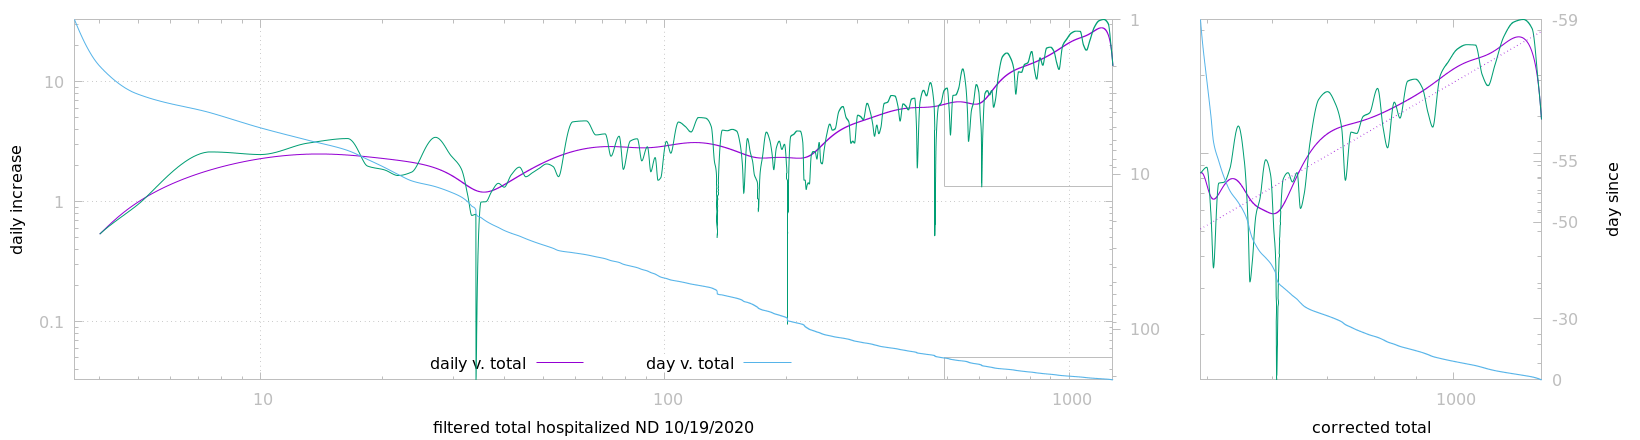 1
-59
10
daily increase
10
-55
day since
1
-50
0.1
100
-30
daily v. total
day v. total
0
10
100
1000
1000
filtered total hospitalized ND 10/19/2020
corrected total